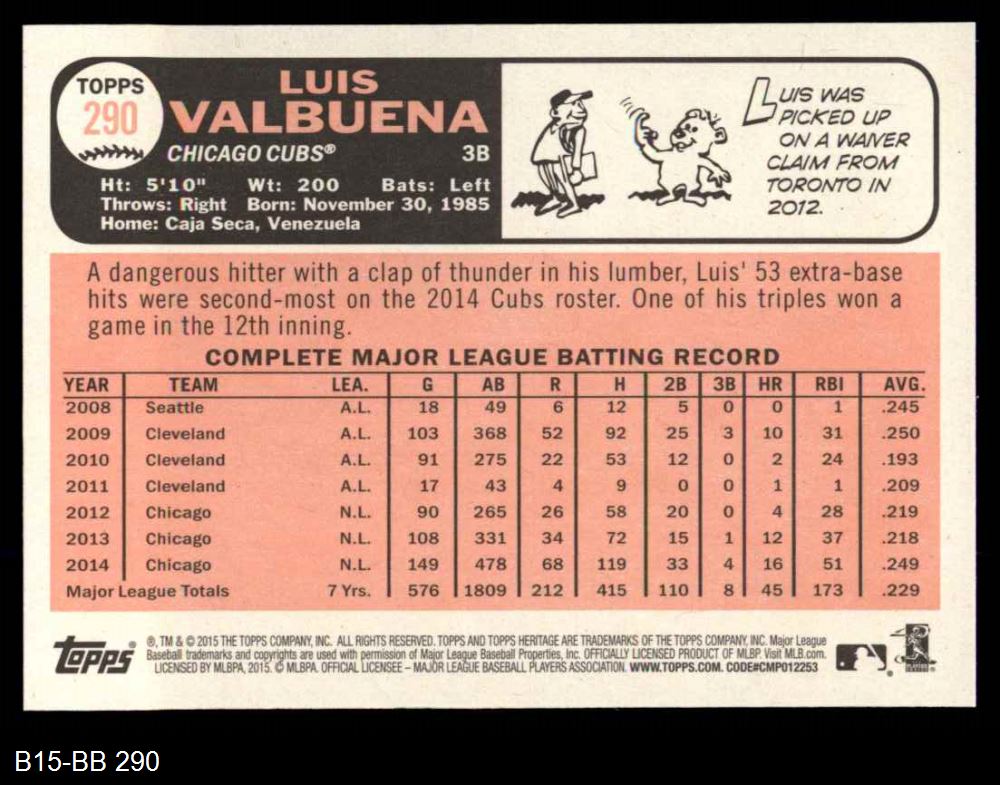 TOPPS
290
LUIS
VALBUENA
CHICAGO CUBS® 3B
Ht: 5'10" Wt: 200 Bats: Left
Throws: Right Born: November 30, 1985
Home: Caja Seca, Venezuela
LUIS WAS
PICKED UP
ON A WAIVER
CLAIM FROM
TORONTO IN
2012.
A dangerous hitter with a clap of thunder in his lumber, Luis' 53 extra-base
hits were second-most on the 2014 Cubs roster. One of his triples won a
game in the 12th inning.
COMPLETE MAJOR LEAGUE BATTING RECORD
YEAR TEAM LEA. G AB R H 2B 3B HR RBI AVG.
2008 Seattle A.L. 18 49 6 12 5 0 0 1 .245
2009 Cleveland A.L. 103 368 52 92 25 3 10 31 .250
2010 Cleveland A.L. 91 275 22 53 12 0 2 24 .193
2011 Cleveland A.L. 17 43 4 9 0 0 1 1 .209
2012 Chicago N.L. 90 265 26 58 20 0 4 28 .219
2013 Chicago N.L. 108 331 34 72 15 1 12 37 .218
2014 Chicago N.L. 149 478 68 119 33 4 16 51 .249
Major League Totals 7 Yrs. 576 1809 212 415 110 8 45 173 .229
Topps®
®, TM & © 2015 THE TOPPS COMPANY, INC. ALL RIGHTS RESERVED. TOPPS AND TOPPS HERITAGE ARE TRADEMARKS OF THE TOPPS COMPANY, INC. Major League
Baseball trademarks and copyrights are used with permission of Major League Baseball Properties, Inc. OFFICIALLY LICENSED PRODUCT OF MLBP. Visit MLB.com.
LICENSED BY MLBPA, 2015. © MLBPA. OFFICIAL LICENSEE – MAJOR LEAGUE BASEBALL PLAYERS ASSOCIATION. WWW.TOPPS.COM. CODE#CMP012253
B15-BB 290